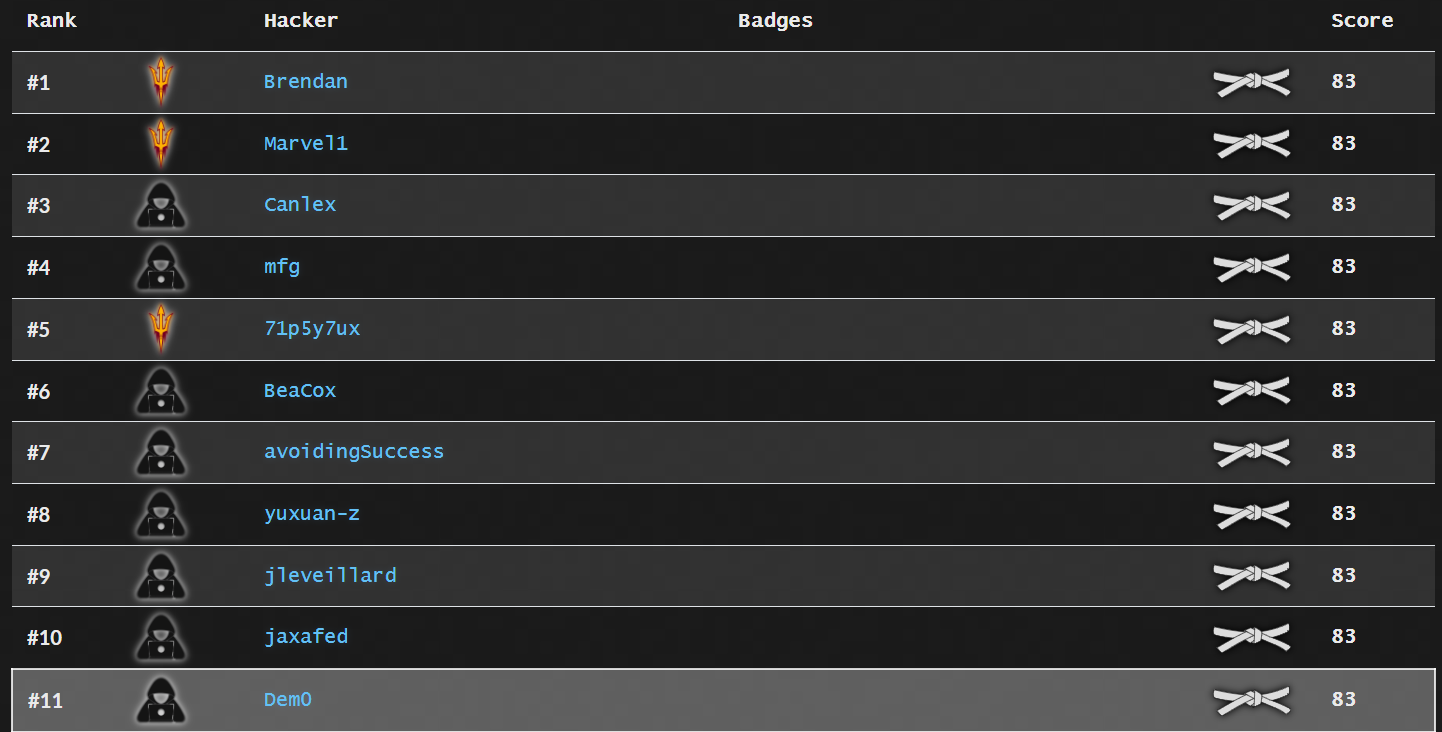 Rank Hacker Badges Score
#1 Brendan 83
#2 Marvel1 83
#3 Canlex 83
#4 mfg 83
#5 71p5y7ux 83
#6 BeaCox 83
#7 avoidingSuccess 83
#8 yuxuan-z 83
#9 jleveillard 83
#10 jaxafed 83
#11 Dem0 83